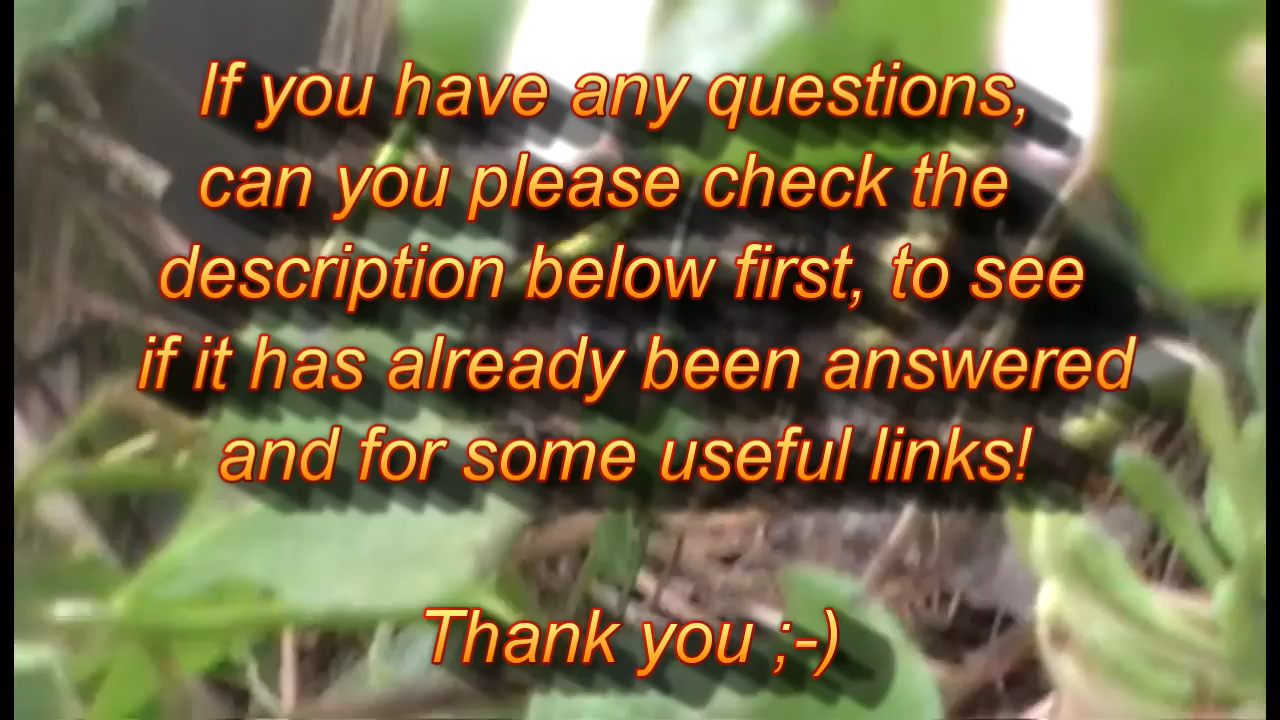 If you have any questions,
can you please check the
description below first, to see
if it has already been answered
and for some useful links!
Thank you ;-)